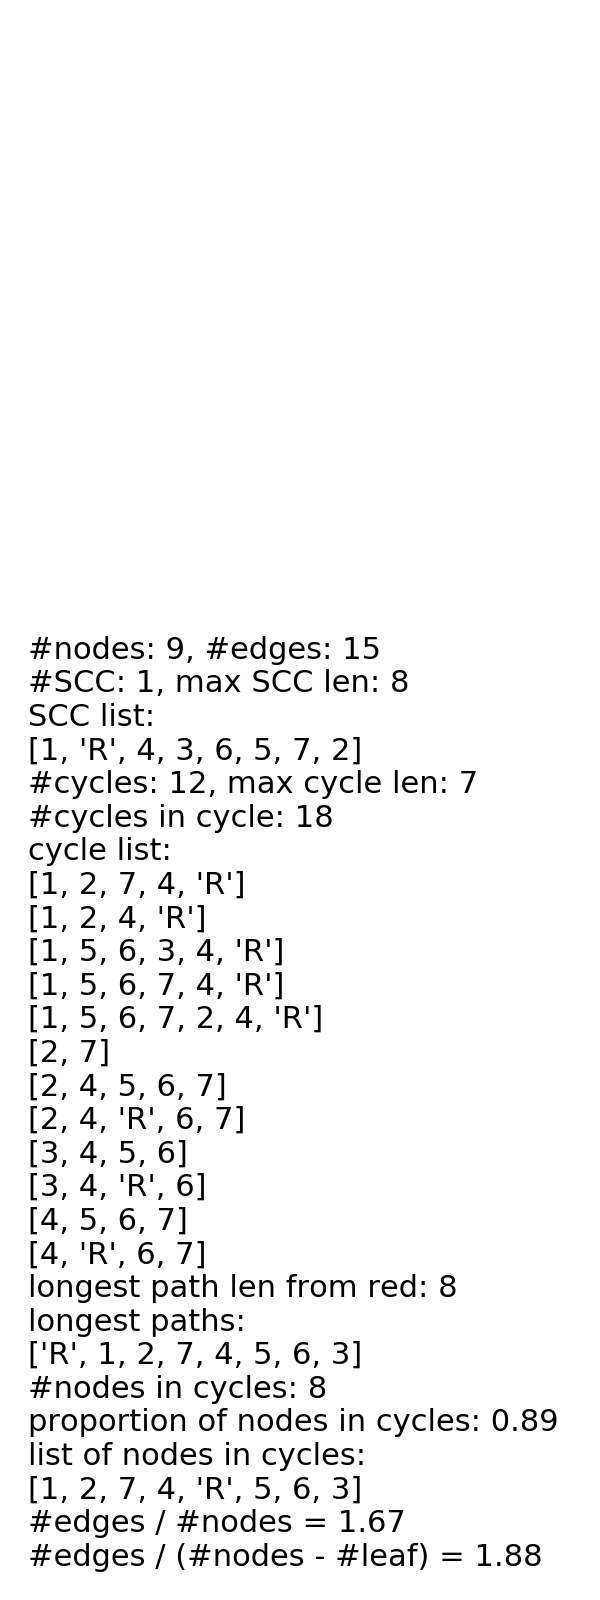 #nodes: 9, #edges: 15
#SCC: 1, max SCC len: 8
SCC list:
[1, 'R', 4, 3, 6, 5, 7, 2]
#cycles: 12, max cycle len: 7
#cycles in cycle: 18
cycle list:
[1, 2, 7, 4, 'R']
[1, 2, 4, 'R']
[1, 5, 6, 3, 4, 'R']
[1, 5, 6, 7, 4, 'R']
[1, 5, 6, 7, 2, 4, 'R']
[2, 7]
[2, 4, 5, 6, 7]
[2, 4, 'R', 6, 7]
[3, 4, 5, 6]
[3, 4, 'R', 6]
[4, 5, 6, 7]
[4, 'R', 6, 7]
longest path len from red: 8
longest paths:
['R', 1, 2, 7, 4, 5, 6, 3]
#nodes in cycles: 8
proportion of nodes in cycles: 0.89
list of nodes in cycles:
[1, 2, 7, 4, 'R', 5, 6, 3]
#edges / #nodes = 1.67
#edges / (#nodes - #leaf) = 1.88